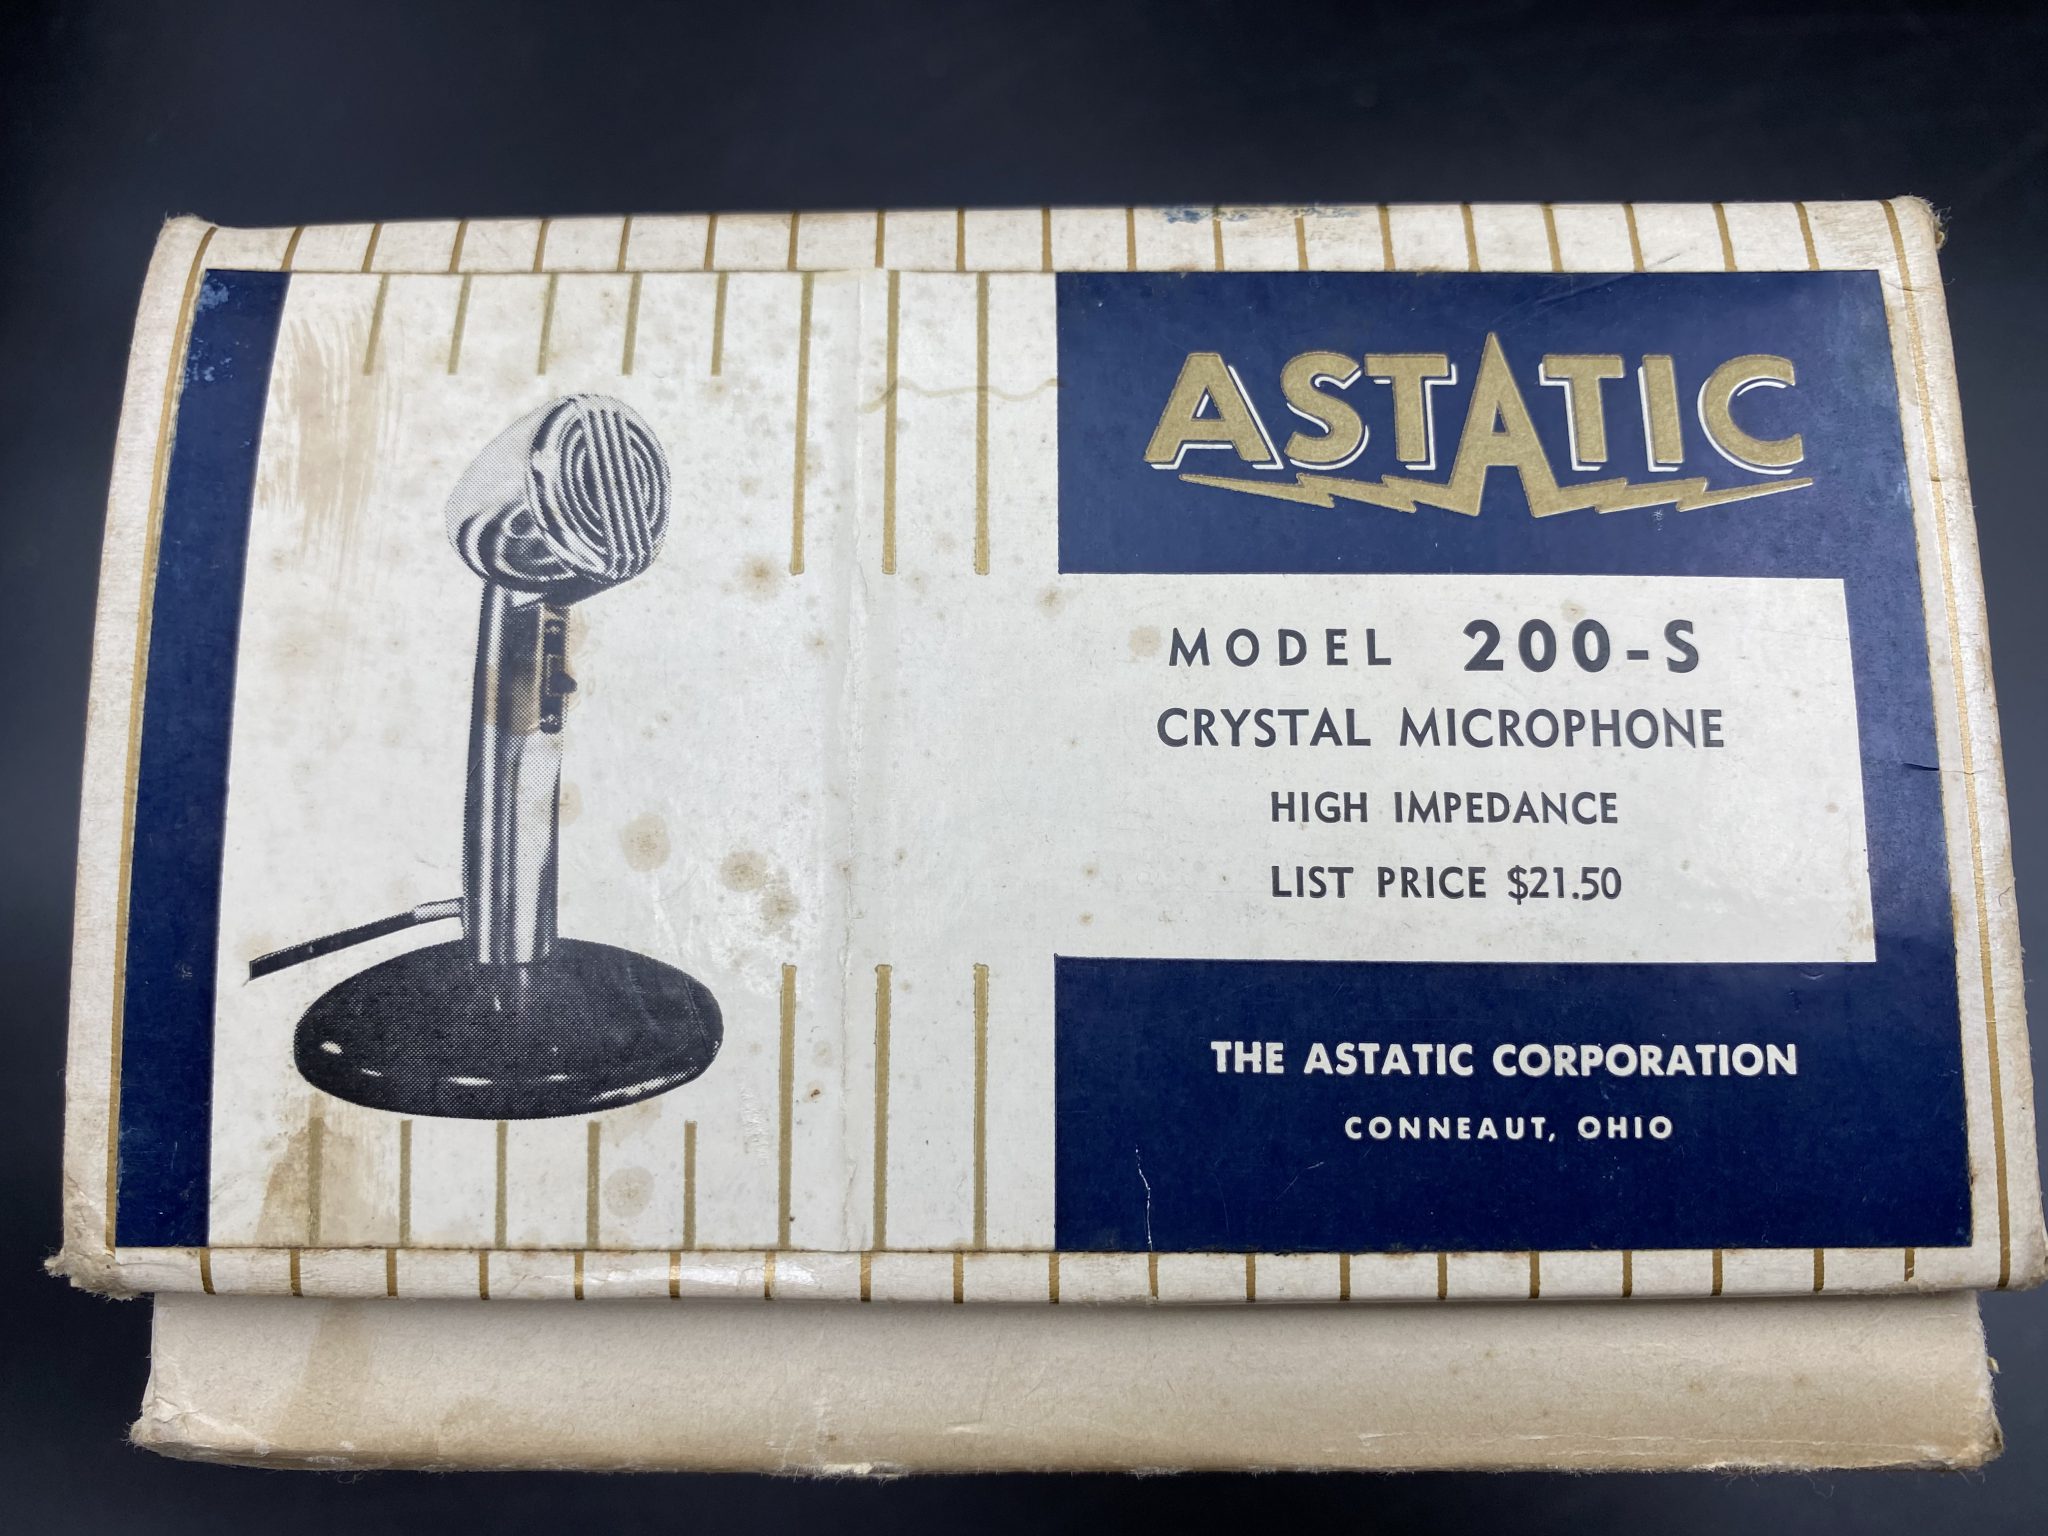 ASTATIC
MODEL 200-S
CRYSTAL MICROPHONE
HIGH IMPEDANCE
LIST PRICE $21.50
THE ASTATIC CORPORATION
CONNEAUT, OHIO